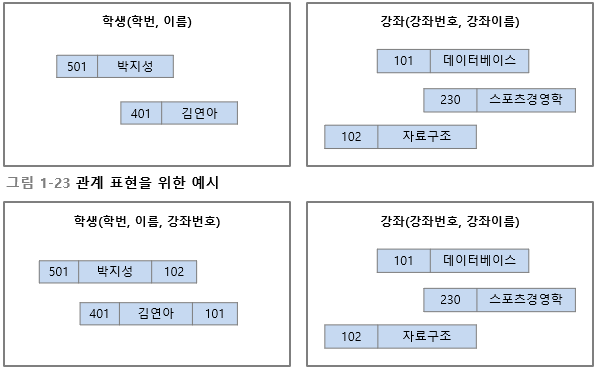 학생(학번, 이름)
501 박지성
401 김연아
강좌(강좌번호, 강좌이름)
101 데이터베이스
230 스포츠경영학
102 자료구조
그림 1-23 관계 표현을 위한 예시
학생(학번, 이름, 강좌번호)
501 박지성 102
401 김연아 101
강좌(강좌번호, 강좌이름)
101 데이터베이스
230 스포츠경영학
102 자료구조